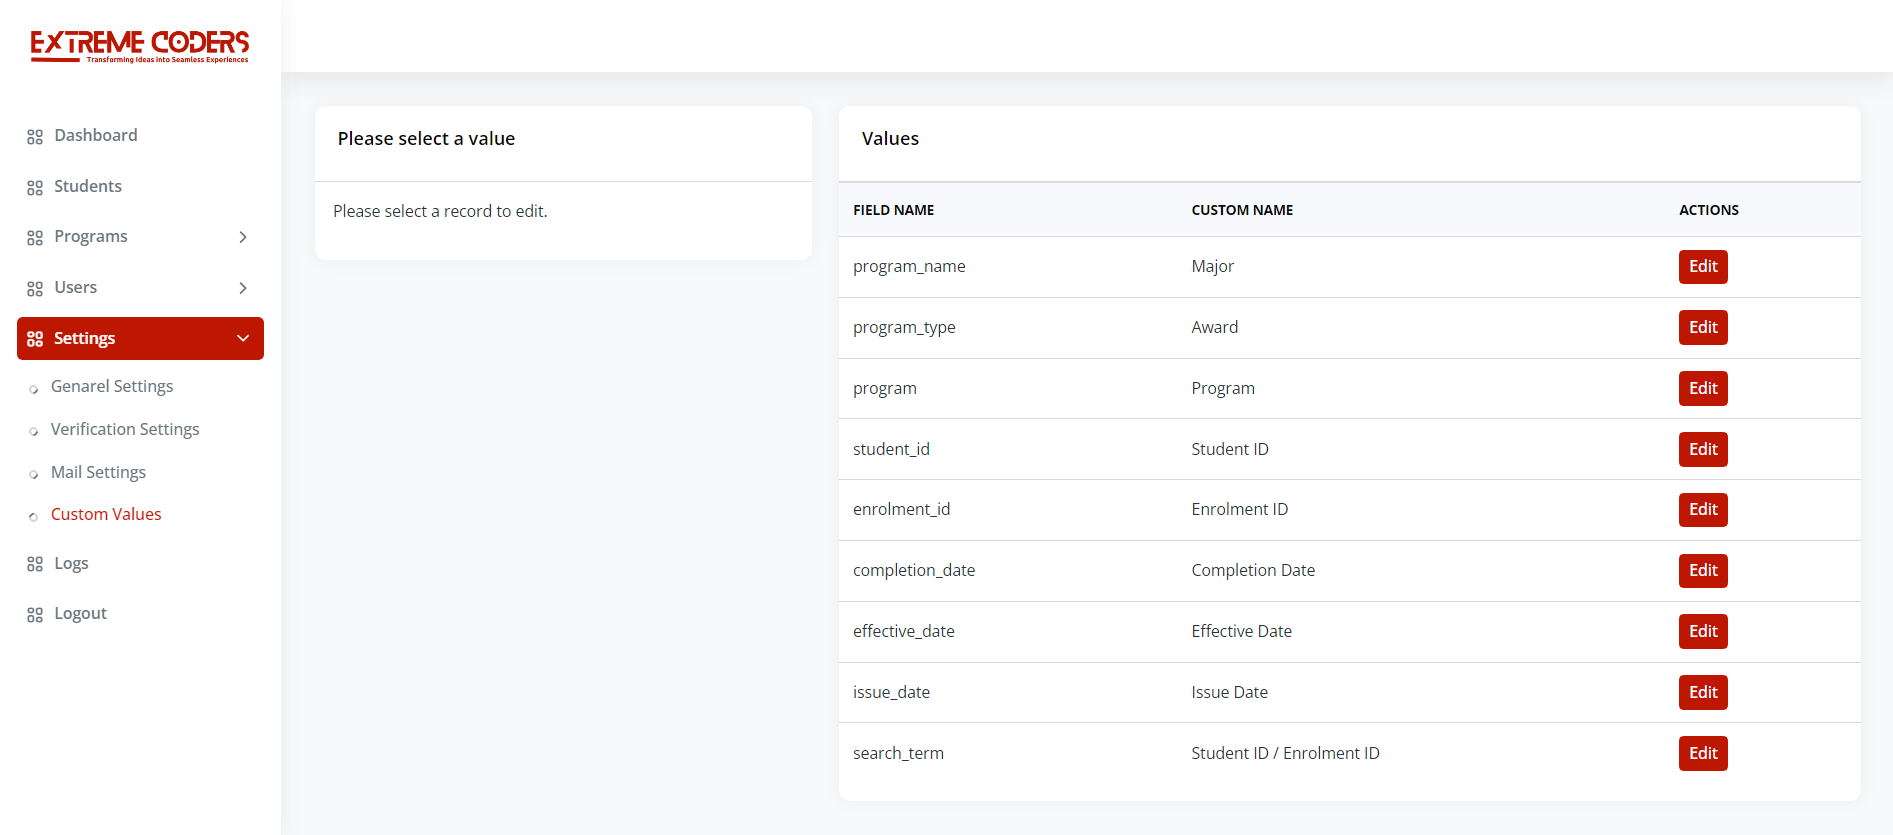 EXTREME CODERS
Transforming Ideas Into Seamless Experiences
Dashboard
Students
Programs
Users
Settings
Genarel Settings
Verification Settings
Mail Settings
Custom Values
Logs
Logout
Please select a value
Please select a record to edit.
Values
FIELD NAME CUSTOM NAME ACTIONS
program_name Major Edit
program_type Award Edit
program Program Edit
student_id Student ID Edit
enrolment_id Enrolment ID Edit
completion_date Completion Date Edit
effective_date Effective Date Edit
issue_date Issue Date Edit
search_term Student ID / Enrolment ID Edit